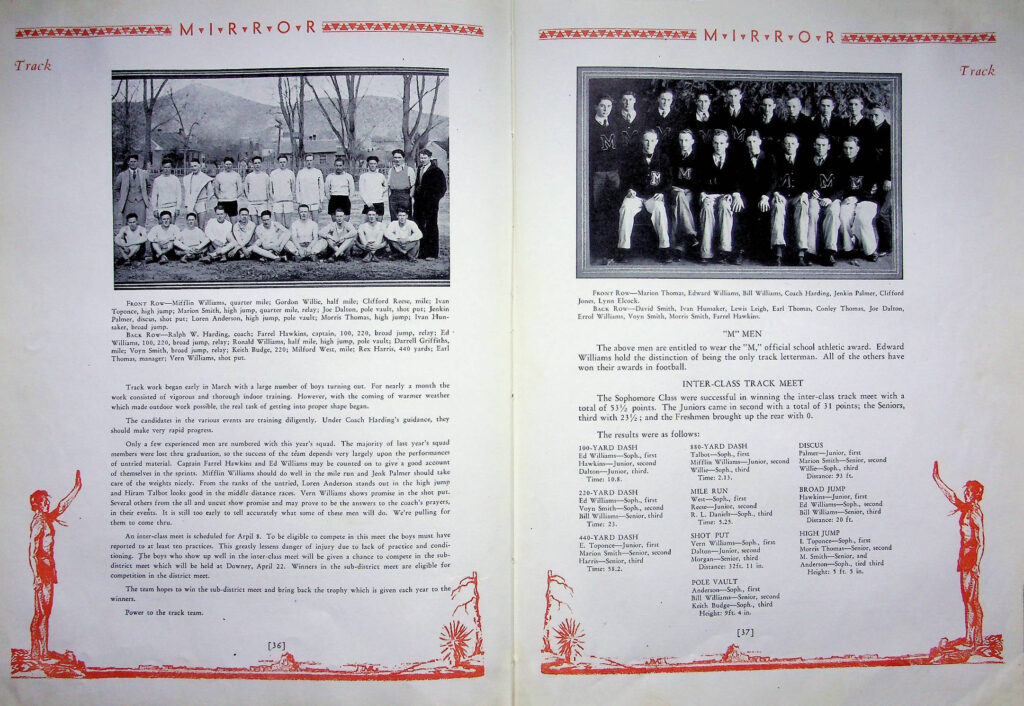 MIRROR
Track
FRONT ROW—Mifflin Williams, quarter mile; Gordon Willie, half mile; Clifford Reese, mile; Ivan
Toponce, high jump; Marion Smith, high jump, quarter mile, relay; Joe Dalton, pole vault, shot put; Jenkin
Palmer, discus, shot put; Loren Anderson, high jump, pole vault; Morris Thomas, high jump; Ivan Hun-
saker, broad jump.
BACK ROW—Ralph W. Harding, coach; Farrel Hawkins, captain, 100, 220, broad jump, relay; Ed
Williams, 100, 220, broad jump, relay; Ronald Williams, half mile, high jump, pole vault; Darrell Griffiths,
mile; Voyn Smith, broad jump, relay; Keith Budge, 220; Milford West, mile; Rex Harris, 440 yards; Earl
Thomas, manager; Vern Williams, shot put.
Track work began early in March with a large number of boys turning out. For nearly a month the
work consisted of vigorous and thorough indoor training. However, with the coming of warmer weather
which made outdoor work possible, the real task of getting into proper shape began.
The candidates in the various events are training diligently. Under Coach Harding's guidance, they
should make very rapid progress.
Only a few experienced men are numbered with this year's squad. The majority of last year's squad
members were lost thru graduation, so the success of the team depends very largely upon the performances
of untried material. Captain Farrel Hawkins and Ed Williams may be counted on to give a good account
of themselves in the sprints. Mifflin Williams should do well in the mile run and Jenk Palmer should take
care of the weights nicely. From the ranks of the untried, Loren Anderson stands out in the high jump
and Hiram Talbot looks good in the middle distance races. Vern Williams shows promise in the shot put.
Several others from the all and uncut show promise and may prove to be the answers to the coach's prayers,
in their events. It is still too early to tell accurately what some of these men will do. We're pulling for
them to come thru.
An inter-class meet is scheduled for Arpil 8. To be eligible to compete in this meet the boys must have
reported to at least ten practices. This greatly lessens danger of injury due to lack of practice and condi-
tioning. The boys who show up well in the inter-class meet will be given a chance to compete in the sub-
district meet which will be held at Downey, April 22. Winners in the sub-district meet are eligible for
competition in the district meet.
The team hopes to win the sub-district meet and bring back the trophy which is given each year to the
winners.
Power to the track team.
[36]
MIRROR
Track
M M M M M M M M
FRONT ROW—Marion Thomas, Edward Williams, Bill Williams, Coach Harding, Jenkin Palmer, Clifford
Jones, Lynn Elcock.
BACK ROW—David Smith, Ivan Hunsaker, Lewis Leigh, Earl Thomas, Conley Thomas, Joe Dalton,
Errol Williams, Voyn Smith, Morris Smith, Farrel Hawkins.
"M" MEN
The above men are entitled to wear the "M," official school athletic award. Edward
Williams hold the distinction of being the only track letterman. All of the others have
won their awards in football.
INTER-CLASS TRACK MEET
The Sophomore Class were successful in winning the inter-class track meet with a
total of 53½ points. The Juniors came in second with a total of 31 points; the Seniors,
third with 23½; and the Freshmen brought up the rear with 0.
The results were as follows:
100-YARD DASH
Ed Williams—Soph., first
Hawkins—Junior, second
Dalton—Junior, third.
Time: 10.8.
220-YARD DASH
Ed Williams—Soph., first
Voyn Smith—Soph., second
Bill Williams—Senior, third
Time: 23.
440-YARD DASH
E. Toponce—Junior, first
Marion Smith—Senior, second
Harris—Senior, third
Time: 58.2.
880-YARD DASH
Talbot—Soph., first
Mifflin Williams—Junior, second
Willie—Soph., third
Time: 2.13.
MILE RUN
West—Soph., first
Reese—Junior, second
R. L. Daniels—Soph., third
Time: 5.25.
SHOT PUT
Vern Williams—Soph., first
Dalton—Junior, second
Morgan—Senior, third
Distance: 32ft. 11 in.
POLE VAULT
Anderson—Soph., first
Bill Williams—Senior, second
Keith Budge—Soph., third
Height: 9ft. 4 in.
DISCUS
Palmer—Junior, first
Marion Smith—Senior, second
Willie—Soph., third
Distance: 93 ft.
BROAD JUMP
Hawkins—Junior, first
Ed Williams—Soph., second
Bill Williams—Senior, third
Distance: 20 ft.
HIGH JUMP
I. Toponce—Soph., first
Morris Thomas—Senior, second
M. Smith—Senior, and
Anderson—Soph., tied third
Height: 5 ft. 5 in.
[37]